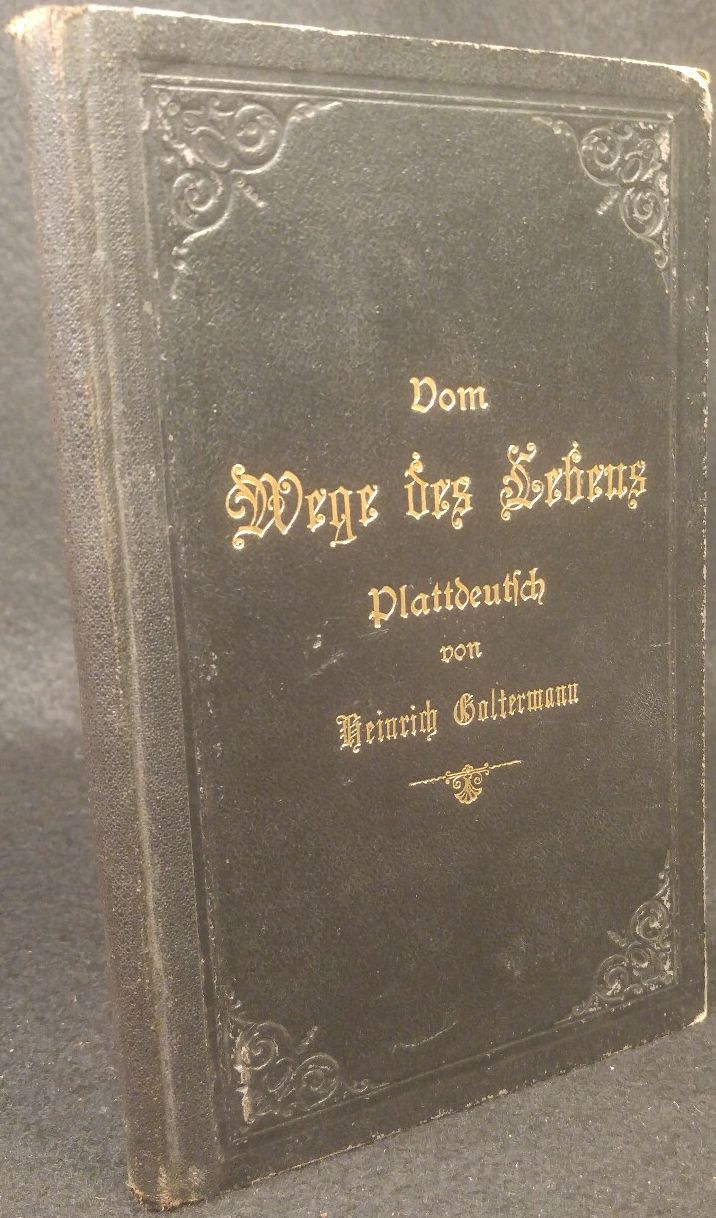 Vom
Wege des Lebens
Plattdeutſch
von
Heinrich Goltermann